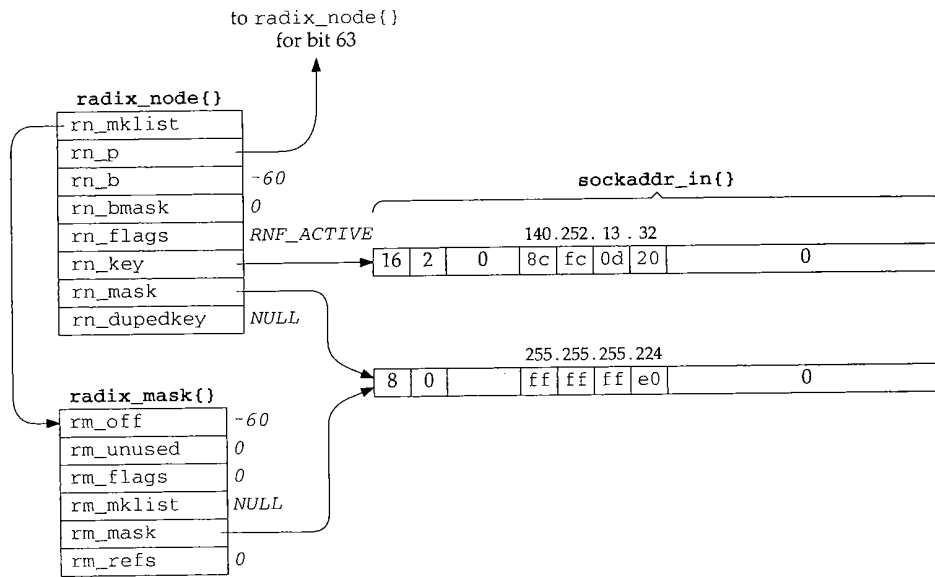 to radix_node{}
for bit 63
radix_node{}
rn_mklist
rn_p
rn_b -60
rn_bmask 0
rn_flags RNF_ACTIVE
rn_key
rn_mask
rn_dupedkey NULL
sockaddr_in{}
140.252.13.32
16 2 0 8c fc 0d 20 0
255.255.255.224
8 0 ff ff ff e0 0
radix_mask{}
rm_off -60
rm_unused 0
rm_flags 0
rm_mklist NULL
rm_mask
rm_refs 0